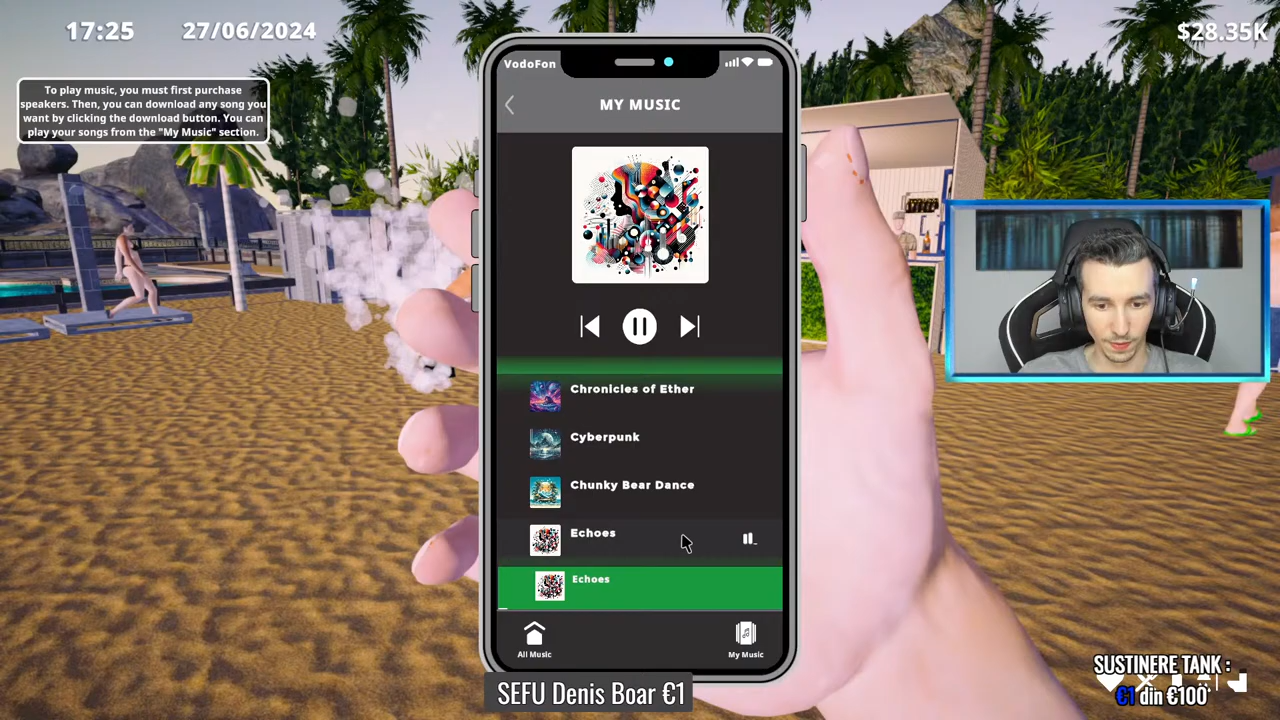 17:25
27/06/2024
$28.35K
To play music, you must first purchase
speakers. Then, you can download any song you
want by clicking the download button. You can
play your songs from the "My Music" section.
VodoFon
MY MUSIC
Chronicles of Ether
Cyberpunk
Chunky Bear Dance
Echoes
Echoes
All Music
My Music
SEFU Denis Boar €1
SUSTINERE TANK :
€1 din €100